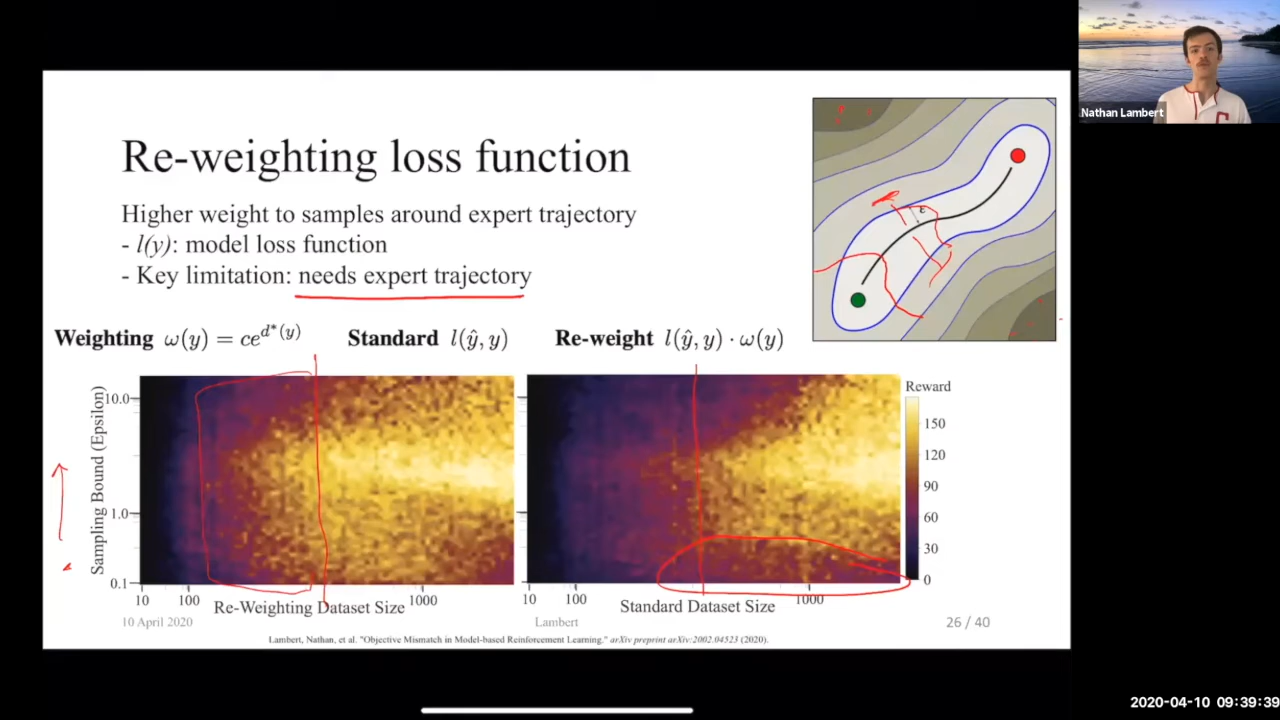 Nathan Lambert
Re-weighting loss function
Higher weight to samples around expert trajectory
- l(y): model loss function
- Key limitation: needs expert trajectory
ε
Weighting ω(y) = ce^{d*(y)} Standard l(ŷ, y) Re-weight l(ŷ, y) · ω(y)
Sampling Bound (Epsilon)
10.0
1.0
0.1
10 100 1000
Re-Weighting Dataset Size
10 100 1000
Standard Dataset Size
Reward
150
120
90
60
30
0
10 April 2020 Lambert 26 / 40
Lambert, Nathan, et al. "Objective Mismatch in Model-based Reinforcement Learning." arXiv preprint arXiv:2002.04523 (2020).
2020-04-10 09:39:39